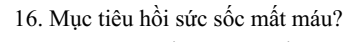 16. Mục tiêu hồi sức sốc mất máu?